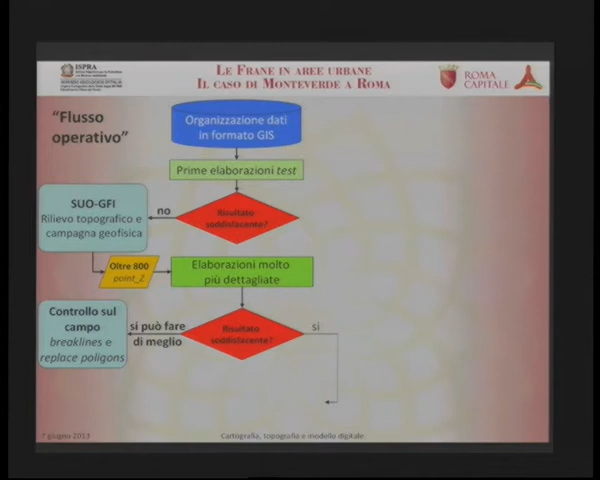 ISPRA
LE FRANE IN AREE URBANE
IL CASO DI MONTEVERDE A ROMA
ROMA
CAPITALE
“Flusso
operativo”
Organizzazione dati
in formato GIS
Prime elaborazioni test
SUO-GFI
Rilievo topografico e
campagna geofisica
no
Risultato
soddisfacente?
Oltre 800
point_Z
Elaborazioni molto
più dettagliate
Controllo sul
campo
breaklines e
replace poligons
si può fare
di meglio
Risultato
soddisfacente?
si
7 giugno 2013
Cartografia, topografia e modello digitale